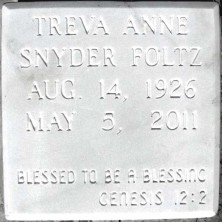 TREVA ANNE
SNYDER FOLTZ
AUG. 14, 1926
MAY 5, 2011
BLESSED TO BE A BLESSING
GENESIS 12:2